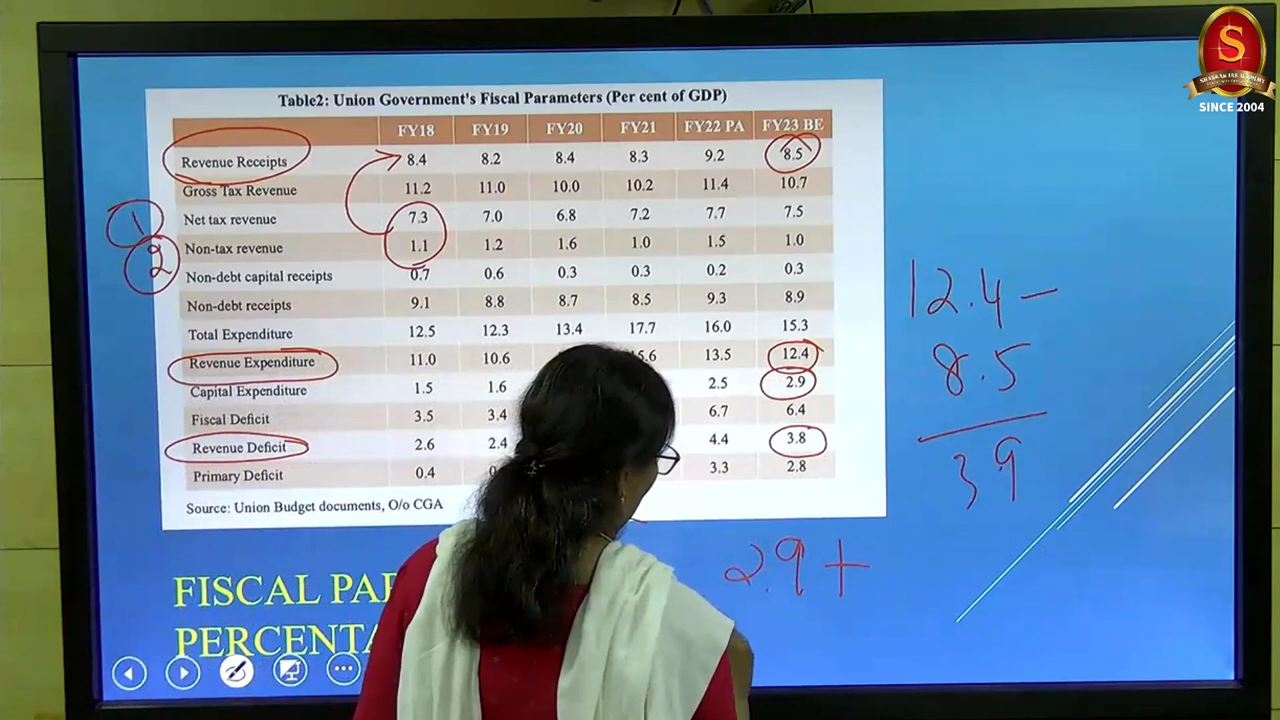 S
SHANKAR IAS ACADEMY
SINCE 2004
Table2: Union Government's Fiscal Parameters (Per cent of GDP)
FY18 FY19 FY20 FY21 FY22 PA FY23 BE
Revenue Receipts 8.4 8.2 8.4 8.3 9.2 8.5
Gross Tax Revenue 11.2 11.0 10.0 10.2 11.4 10.7
1 Net tax revenue 7.3 7.0 6.8 7.2 7.7 7.5
2 Non-tax revenue 1.1 1.2 1.6 1.0 1.5 1.0
Non-debt capital receipts 0.7 0.6 0.3 0.3 0.2 0.3
Non-debt receipts 9.1 8.8 8.7 8.5 9.3 8.9
Total Expenditure 12.5 12.3 13.4 17.7 16.0 15.3
Revenue Expenditure 11.0 10.6 13.5 12.4
Capital Expenditure 1.5 1.6 2.5 2.9
Fiscal Deficit 3.5 3.4 6.7 6.4
Revenue Deficit 2.6 2.4 4.4 3.8
Primary Deficit 0.4 3.3 2.8
Source: Union Budget documents, O/o CGA
12.4 -
8.5
3.9
2.9 +
FISCAL PAR
PERCENTA